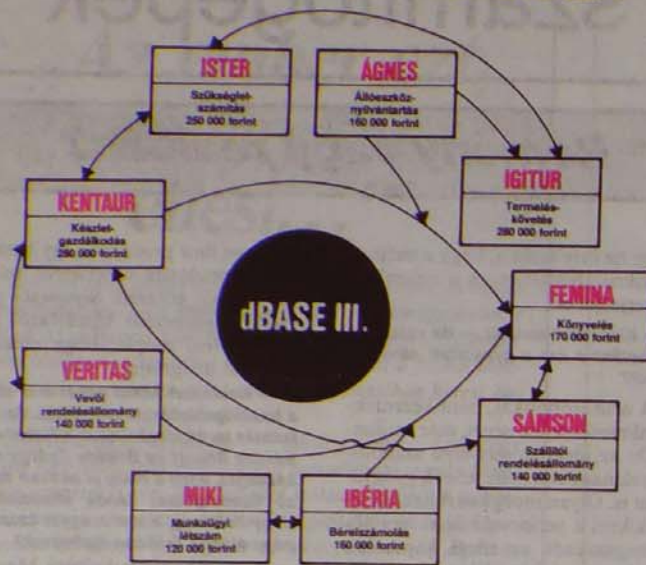 ISTER
Szükséglet-
számítás
250 000 forint
ÁGNES
Állóeszköz-
nyilvántartás
160 000 forint
IGITUR
Termelés-
követés
280 000 forint
KENTAUR
Készlet-
gazdálkodás
280 000 forint
dBASE III.
FEMINA
Könyvelés
170 000 forint
VERITAS
Vevői
rendelésállomány
140 000 forint
SÁMSON
Szállítói
rendelésállomány
140 000 forint
MIKI
Munkaügyi
létszám
120 000 forint
IBÉRIA
Bérelszámolás
160 000 forint